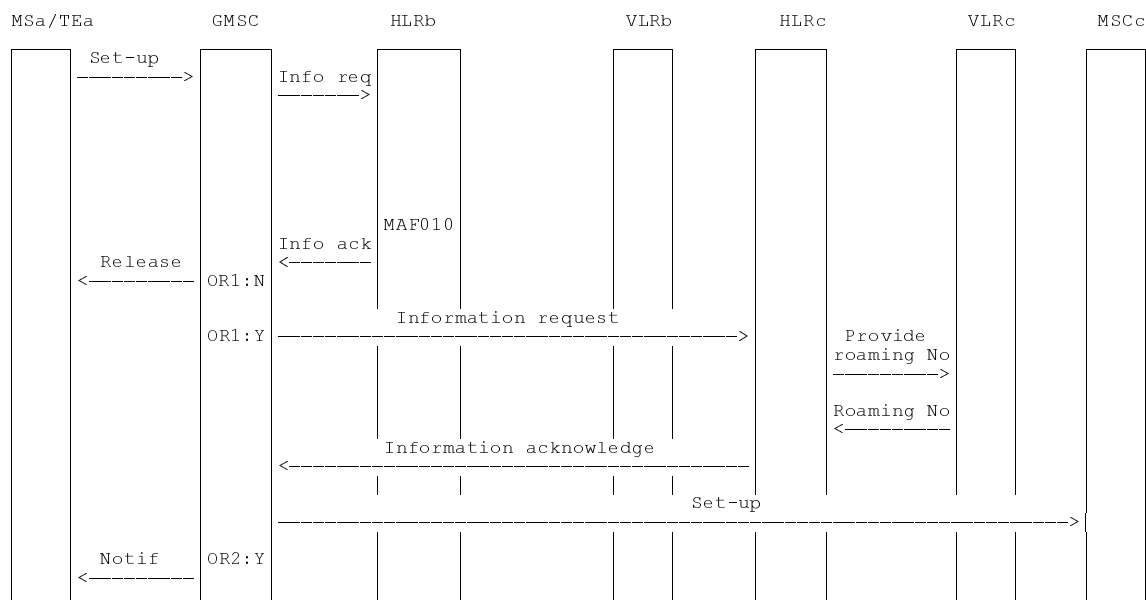 MSa/TEa GMSC HLRb VLRb HLRc VLRc MSCc
Set-up
Info req
MAF010
Info ack
Release
OR1:N
Information request
OR1:Y
Provide
roaming No
Roaming No
Information acknowledge
Set-up
Notif
OR2:Y